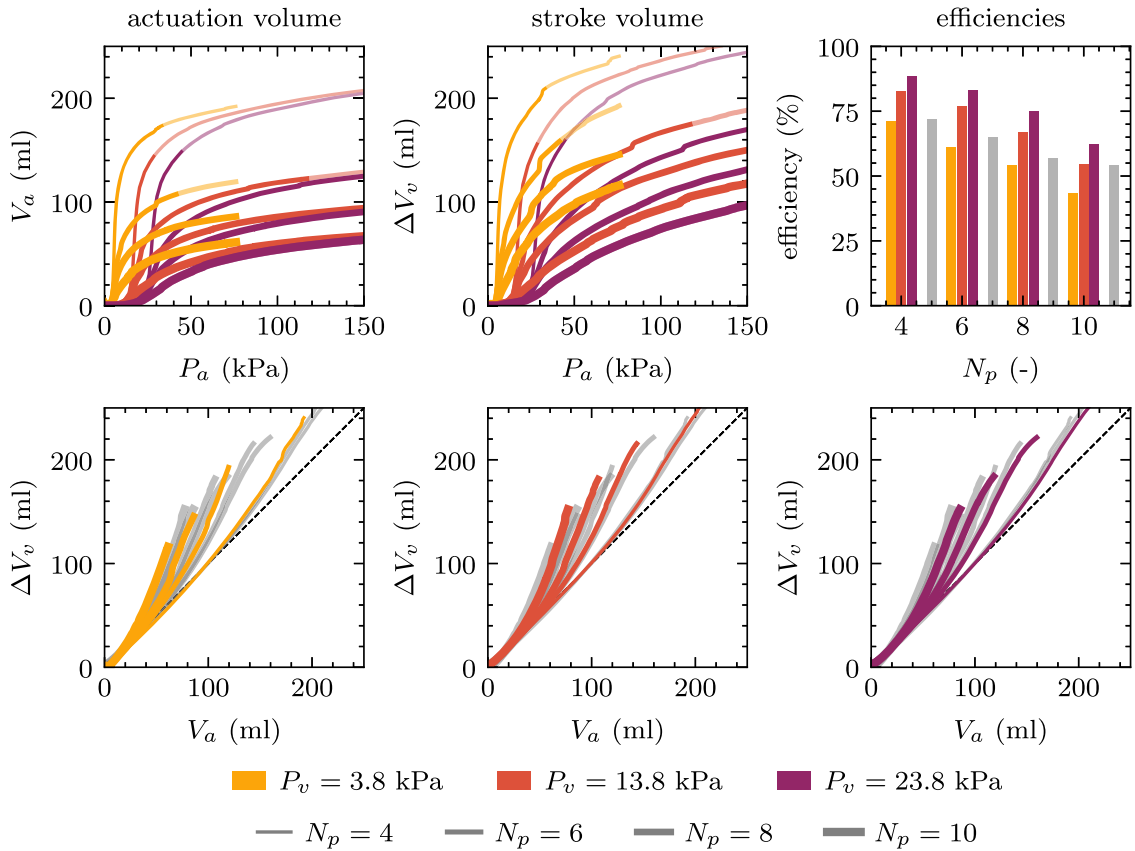 actuation volume
stroke volume
efficiencies
200
100
0
V_a (ml)
0
50
100
150
P_a (kPa)
200
100
0
ΔV_v (ml)
0
50
100
150
P_a (kPa)
100
75
50
25
0
efficiency (%)
4
6
8
10
N_p (-)
200
100
0
ΔV_v (ml)
0
100
200
V_a (ml)
200
100
0
ΔV_v (ml)
0
100
200
V_a (ml)
200
100
0
ΔV_v (ml)
0
100
200
V_a (ml)
P_v = 3.8 kPa
P_v = 13.8 kPa
P_v = 23.8 kPa
N_p = 4
N_p = 6
N_p = 8
N_p = 10